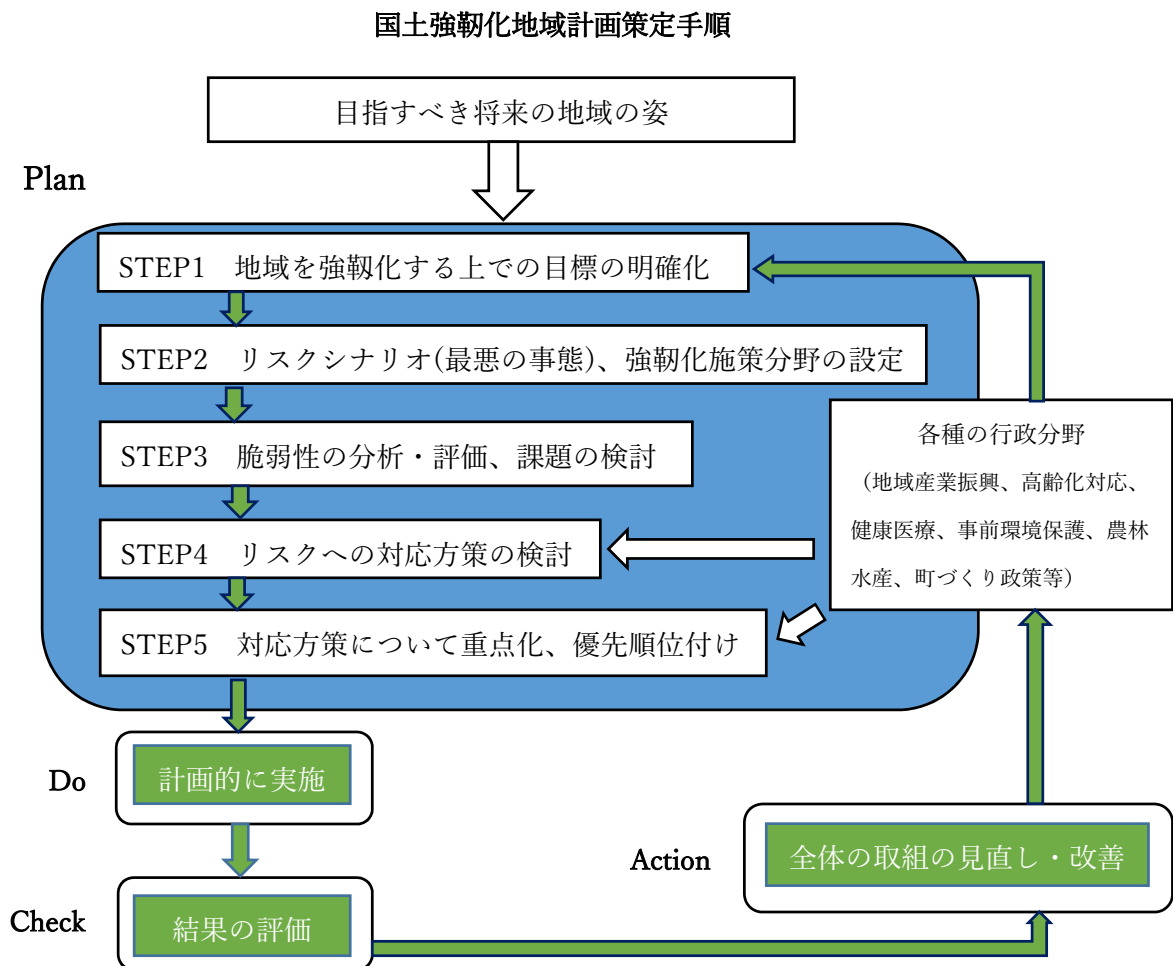 国土強靭化地域計画策定手順
目指すべき将来の地域の姿
Plan
STEP1　地域を強靱化する上での目標の明確化
STEP2　リスクシナリオ(最悪の事態)、強靭化施策分野の設定
STEP3　脆弱性の分析・評価、課題の検討
STEP4　リスクへの対応方策の検討
STEP5　対応方策について重点化、優先順位付け
各種の行政分野
（地域産業振興、高齢化対応、
健康医療、事前環境保護、農林
水産、町づくり政策等）
Do
計画的に実施
Check
結果の評価
Action
全体の取組の見直し・改善